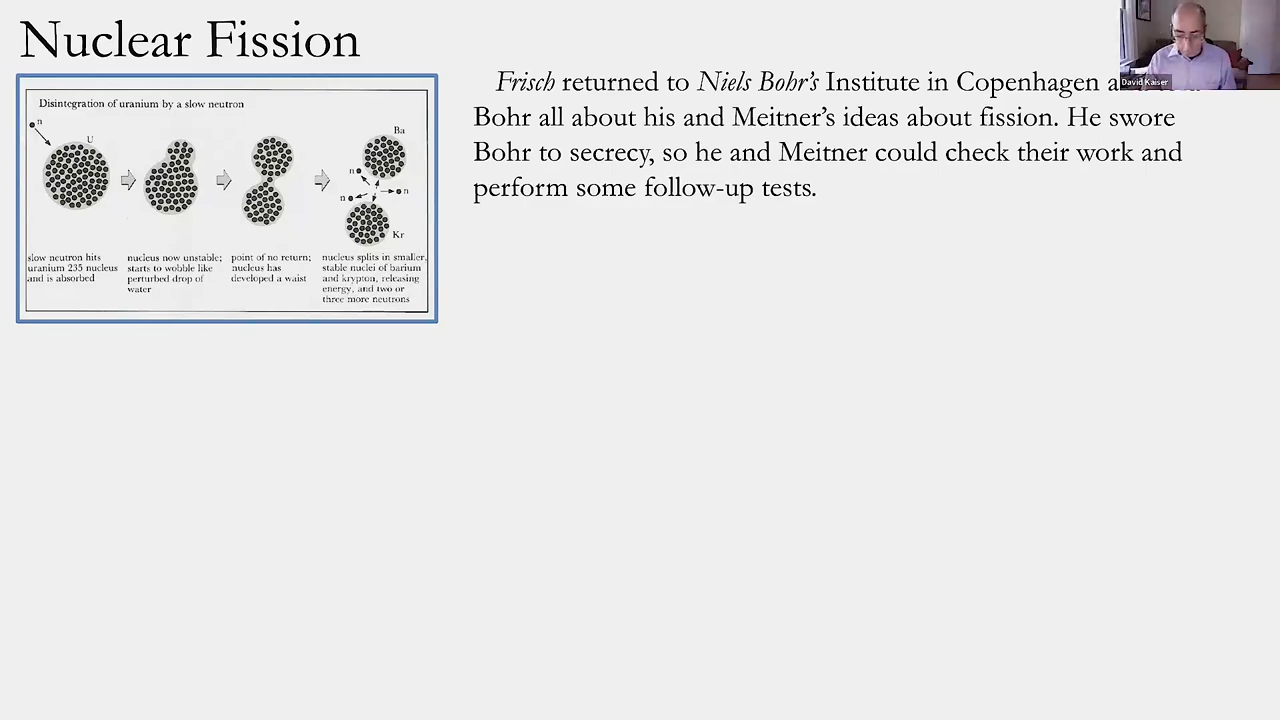 Nuclear Fission
Disintegration of uranium by a slow neutron
n
U
Ba
n
n
n
Kr
slow neutron hits
uranium 235 nucleus
and is absorbed
nucleus now unstable;
starts to wobble like
perturbed drop of
water
point of no return;
nucleus has
developed a waist
nucleus splits in smaller,
stable nuclei of barium
and krypton, releasing
energy, and two or
three more neutrons
Frisch returned to Niels Bohr's Institute in Copenhagen
Bohr all about his and Meitner's ideas about fission. He swore
Bohr to secrecy, so he and Meitner could check their work and
perform some follow-up tests.
David Kaiser